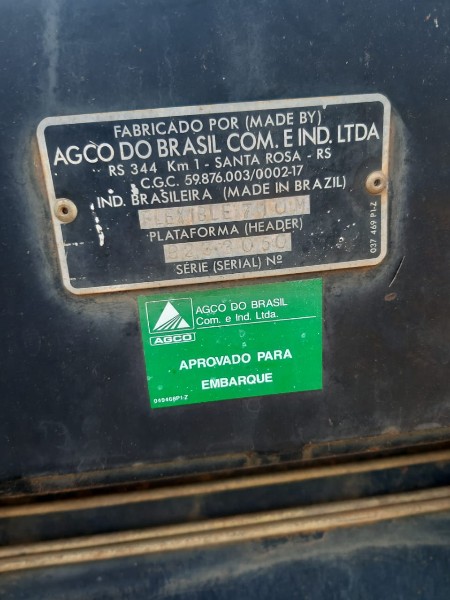 FABRICADO POR (MADE BY)
AGCO DO BRASIL COM. E IND. LTDA
RS 344 Km 1 - SANTA ROSA - RS
C.G.C. 59.876.003/0002-17
IND. BRASILEIRA (MADE IN BRAZIL)
PLATAFORMA (HEADER)
SÉRIE (SERIAL) Nº
037 469 P1-Z
AGCO
AGCO DO BRASIL
Com. e Ind. Ltda.
APROVADO PARA
EMBARQUE
049468P1-Z